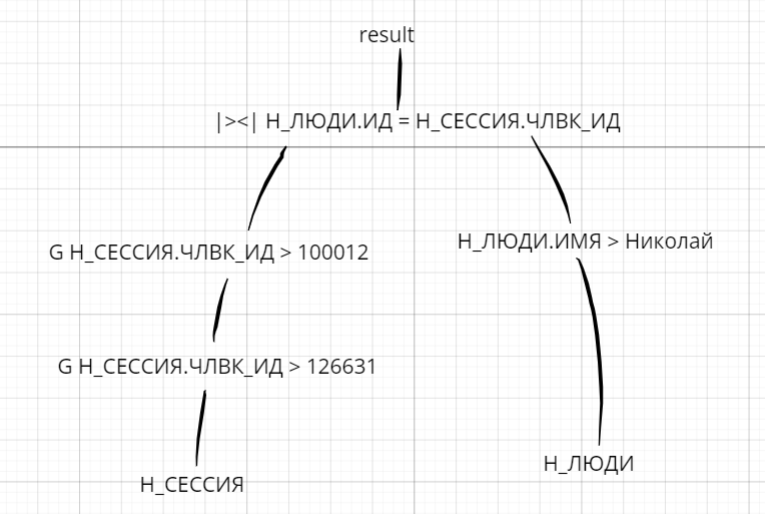 result
|><| Н_ЛЮДИ.ИД = Н_СЕССИЯ.ЧЛВК_ИД
Н_ЛЮДИ.ИМЯ > Николай
G Н_СЕССИЯ.ЧЛВК_ИД > 100012
G Н_СЕССИЯ.ЧЛВК_ИД > 126631
Н_ЛЮДИ
Н_СЕССИЯ